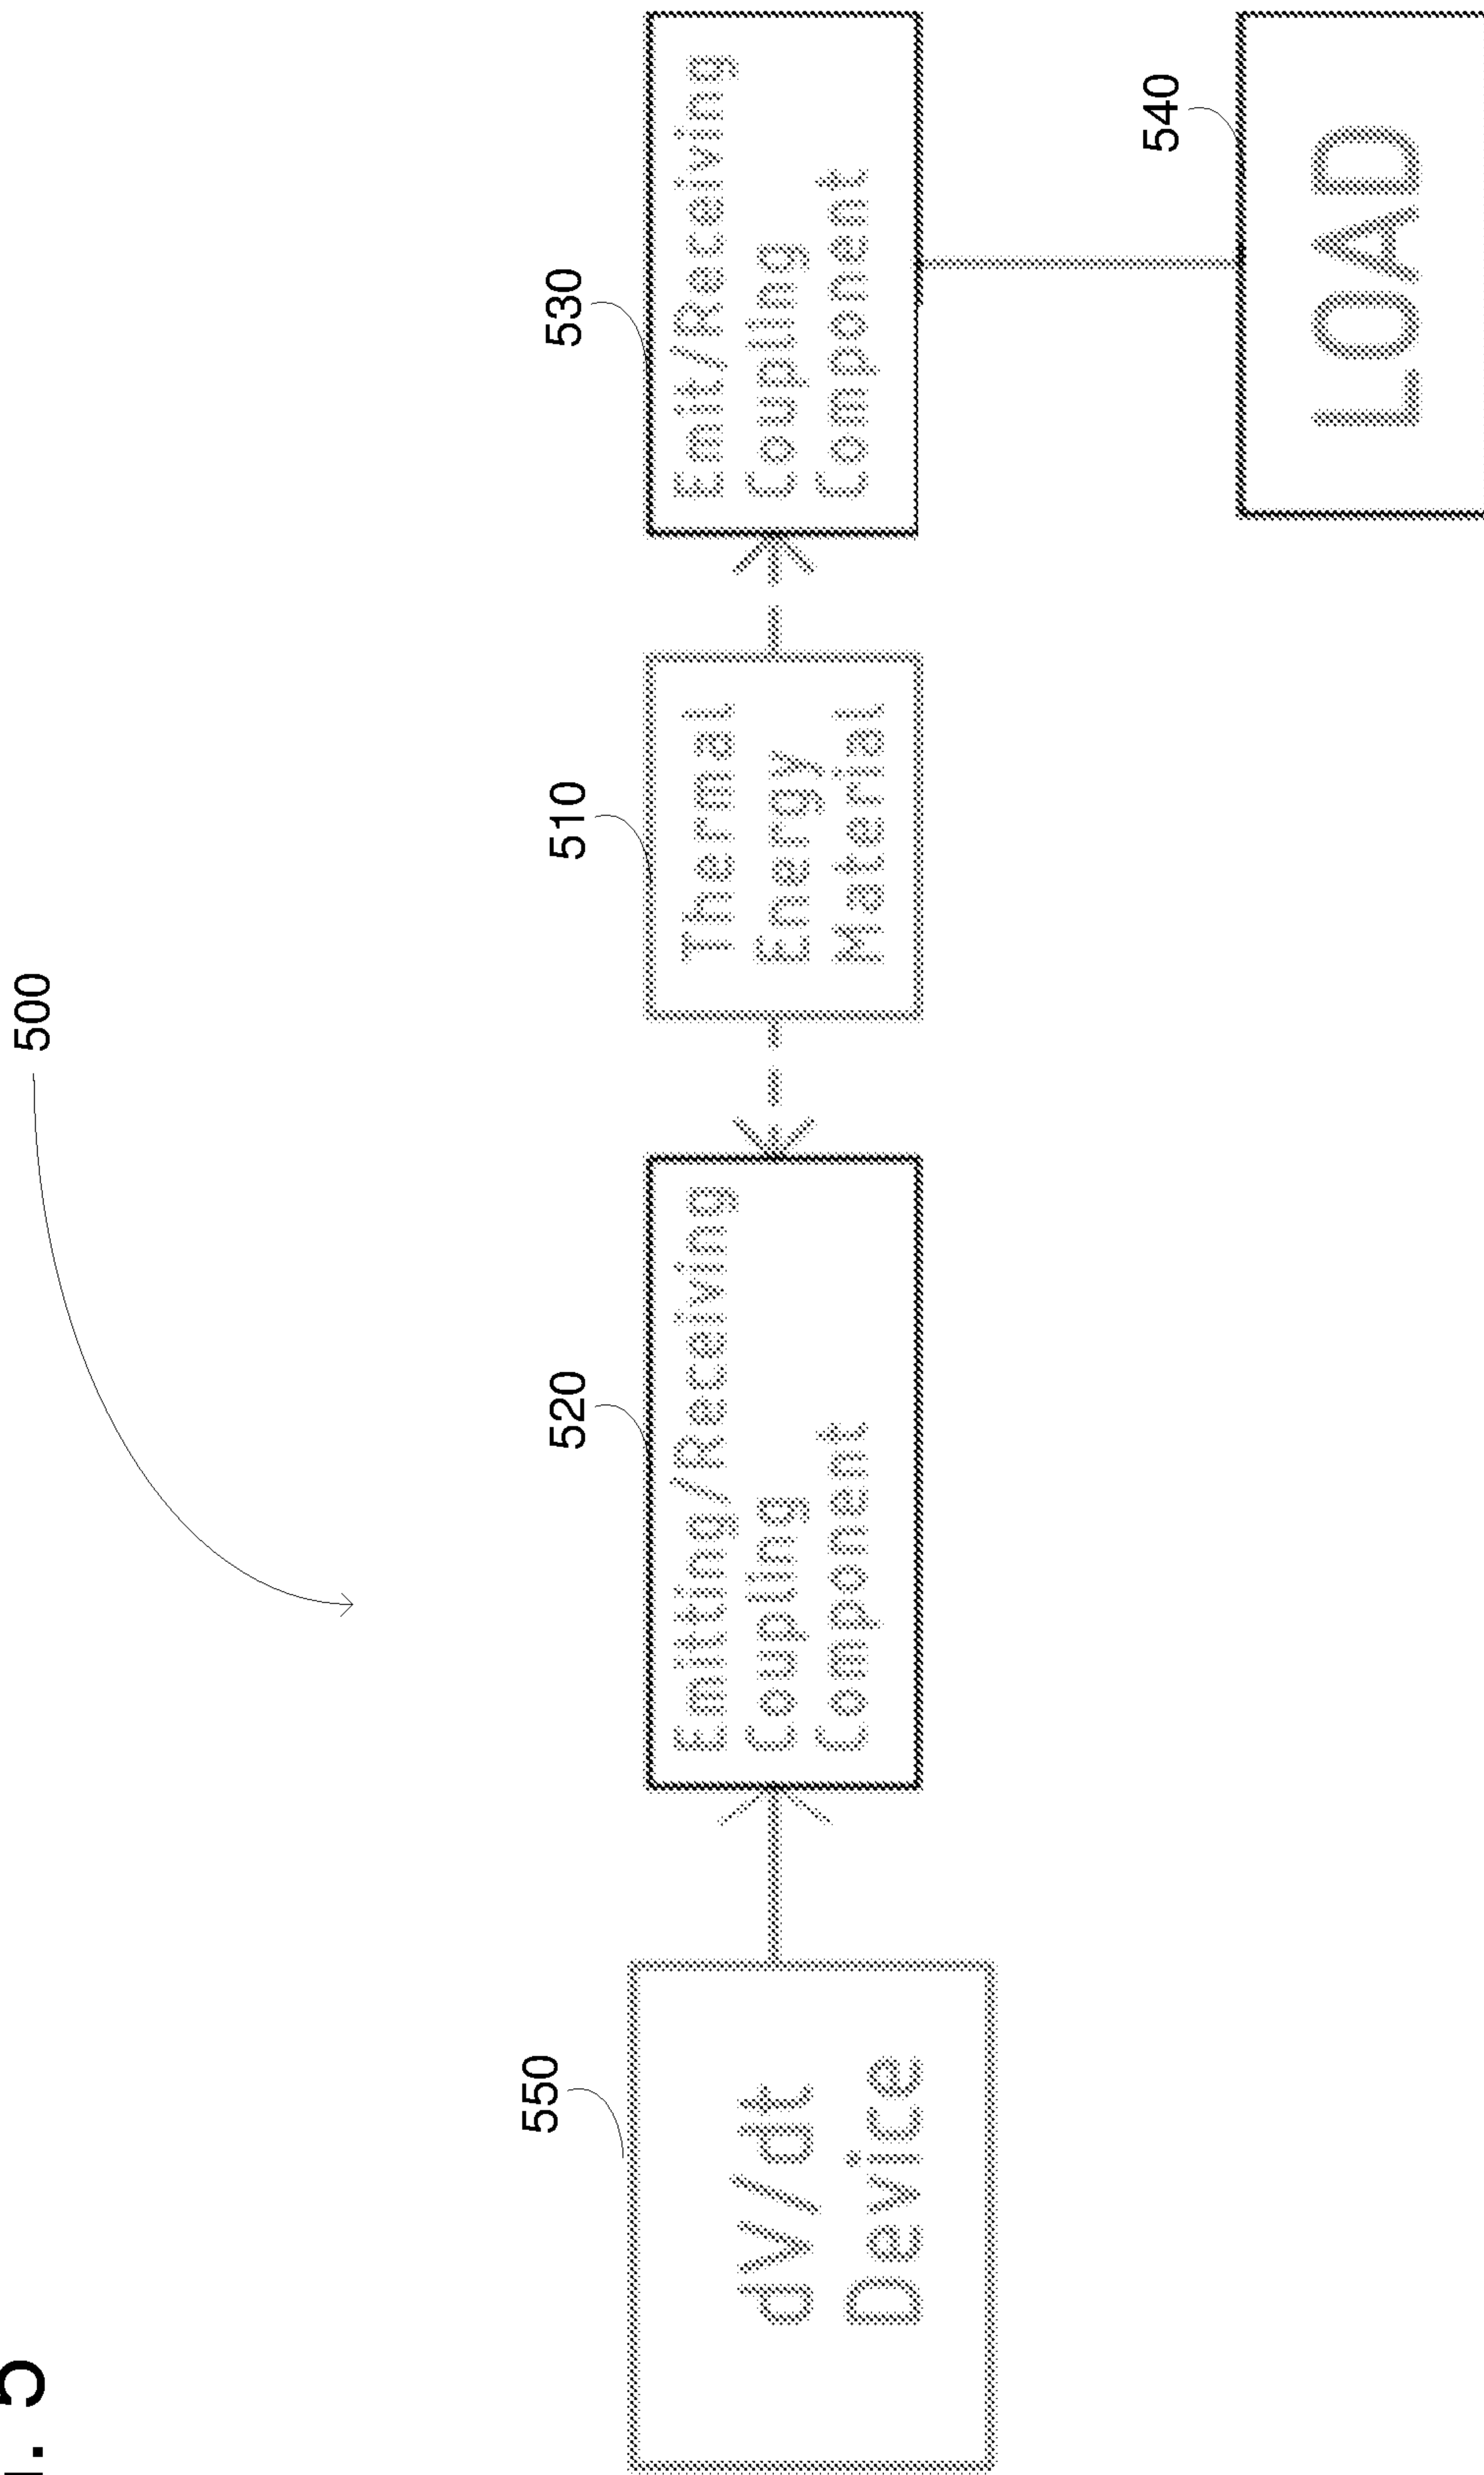 . 5
500
550
520
510
530
dV/dt
Device
Emitting/Receiving
Coupling
Component
Thermal
Energy
Material
Emit/Receiving
Coupling
Component
540
LOAD